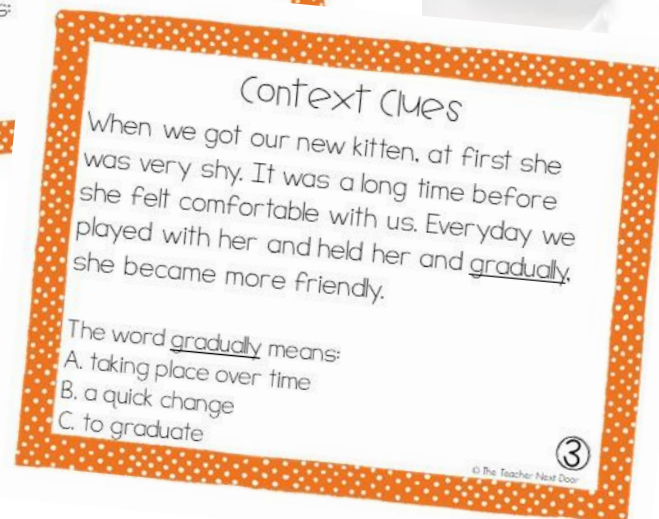 Context Clues
When we got our new kitten, at first she
was very shy. It was a long time before
she felt comfortable with us. Everyday we
played with her and held her and gradually,
she became more friendly.
The word gradually means:
A. taking place over time
B. a quick change
C. to graduate
3
© The Teacher Next Door